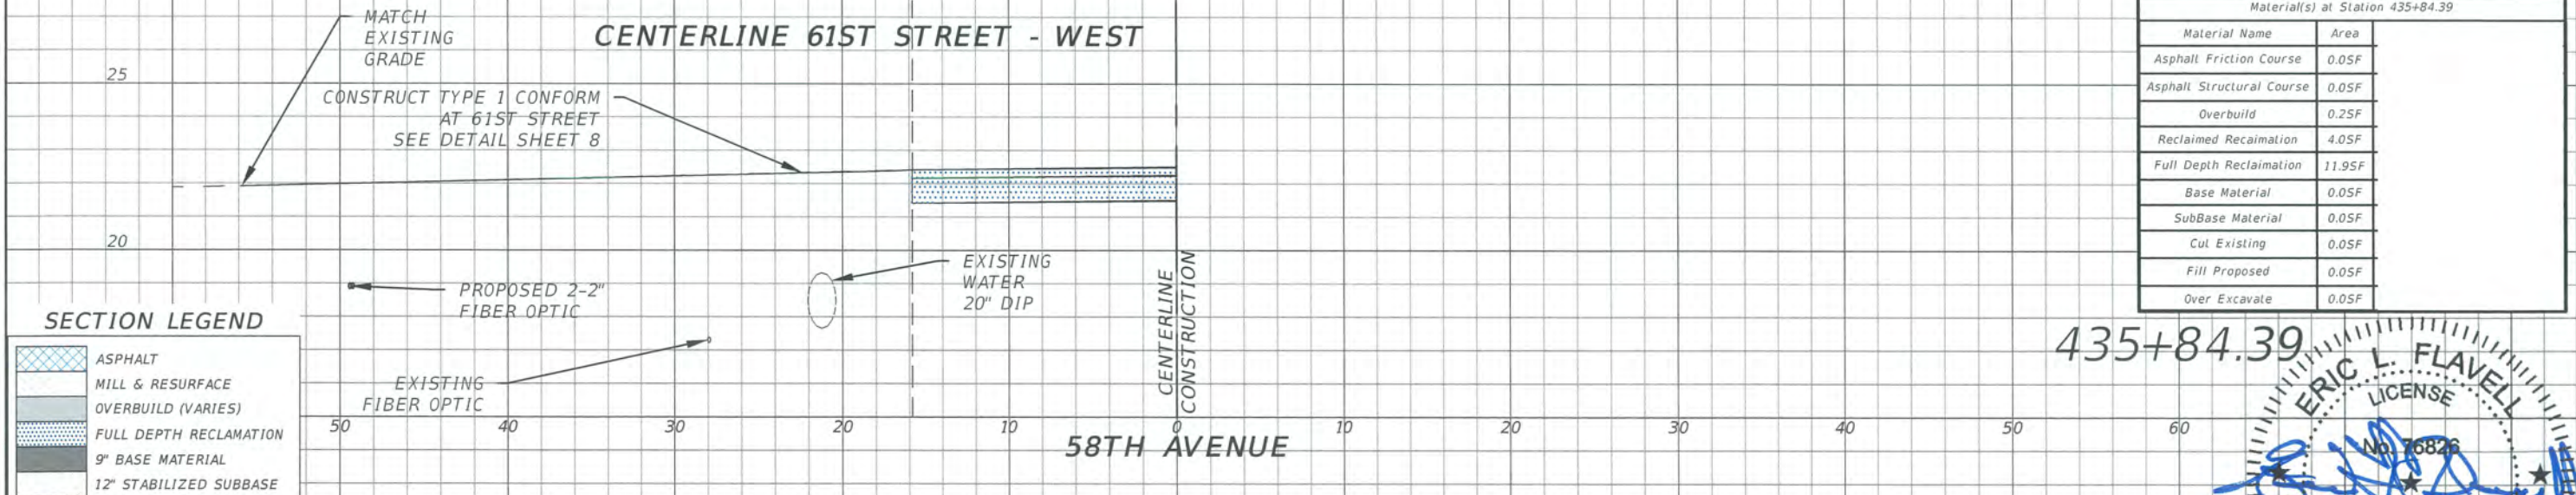 MATCH
EXISTING
GRADE
CENTERLINE 61ST STREET - WEST
25
CONSTRUCT TYPE 1 CONFORM
AT 61ST STREET
SEE DETAIL SHEET 8
20
EXISTING
WATER
20" DIP
PROPOSED 2-2"
FIBER OPTIC
EXISTING
FIBER OPTIC
CENTERLINE
CONSTRUCTION
SECTION LEGEND
ASPHALT
MILL & RESURFACE
OVERBUILD (VARIES)
FULL DEPTH RECLAMATION
9" BASE MATERIAL
12" STABILIZED SUBBASE
50 40 30 20 10 0 10 20 30 40 50 60
58TH AVENUE
Material(s) at Station 435+84.39
Material Name Area
Asphalt Friction Course 0.0SF
Asphalt Structural Course 0.0SF
Overbuild 0.2SF
Reclaimed Recaimation 4.0SF
Full Depth Reclaimation 11.9SF
Base Material 0.0SF
SubBase Material 0.0SF
Cut Existing 0.0SF
Fill Proposed 0.0SF
Over Excavate 0.0SF
435+84.39
ERIC L. FLAVELL
LICENSE
No. 76826